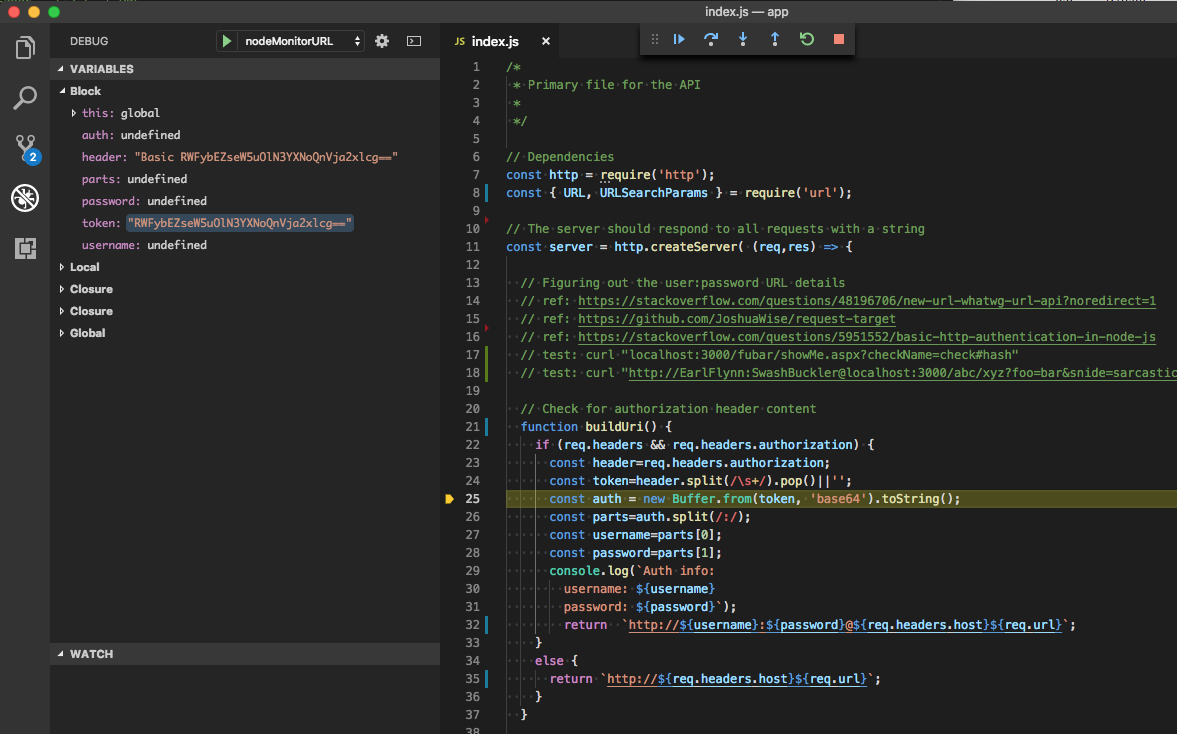 index.js — app
DEBUG
nodeMonitorURL
VARIABLES
Block
this: global
auth: undefined
header: "Basic RWFybEZseW5uOlN3YXNoQnVja2xlcg=="
parts: undefined
password: undefined
token: "RWFybEZseW5uOlN3YXNoQnVja2xlcg=="
username: undefined
Local
Closure
Closure
Global
WATCH
2
JS index.js ×
1 /*
2 * Primary file for the API
3 *
4 */
5
6 // Dependencies
7 const http = require('http');
8 const { URL, URLSearchParams } = require('url');
9
10 // The server should respond to all requests with a string
11 const server = http.createServer( (req,res) => {
12
13 // Figuring out the user:password URL details
14 // ref: https://stackoverflow.com/questions/48196706/new-url-whatwg-url-api?noredirect=1
15 // ref: https://github.com/JoshuaWise/request-target
16 // ref: https://stackoverflow.com/questions/5951552/basic-http-authentication-in-node-js
17 // test: curl "localhost:3000/fubar/showMe.aspx?checkName=check#hash"
18 // test: curl "http://EarlFlynn:SwashBuckler@localhost:3000/abc/xyz?foo=bar&snide=sarcastic
19
20 // Check for authorization header content
21 function buildUri() {
22 if (req.headers && req.headers.authorization) {
23 const header=req.headers.authorization;
24 const token=header.split(/\s+/).pop()||'';
25 const auth = new Buffer.from(token, 'base64').toString();
26 const parts=auth.split(/:/);
27 const username=parts[0];
28 const password=parts[1];
29 console.log(`Auth info:
30 username: ${username}
31 password: ${password}`);
32 return `http://${username}:${password}@${req.headers.host}${req.url}`;
33 }
34 else {
35 return `http://${req.headers.host}${req.url}`;
36 }
37 }
38